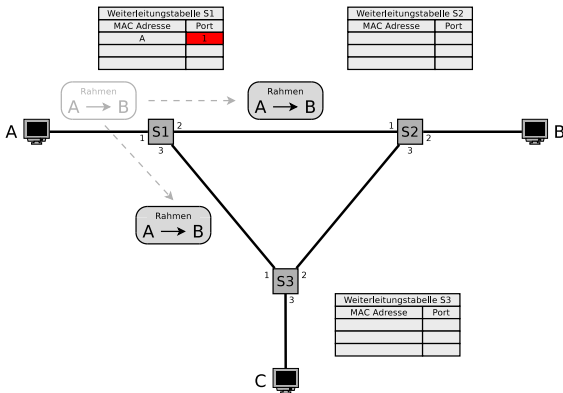 Weiterleitungstabelle S1
MAC Adresse Port
A 1
Weiterleitungstabelle S2
MAC Adresse Port
Rahmen
A B
Rahmen
A B
A
1
S1
2
3
1
S2
2
3
B
Rahmen
A B
1
S3
2
3
Weiterleitungstabelle S3
MAC Adresse Port
C